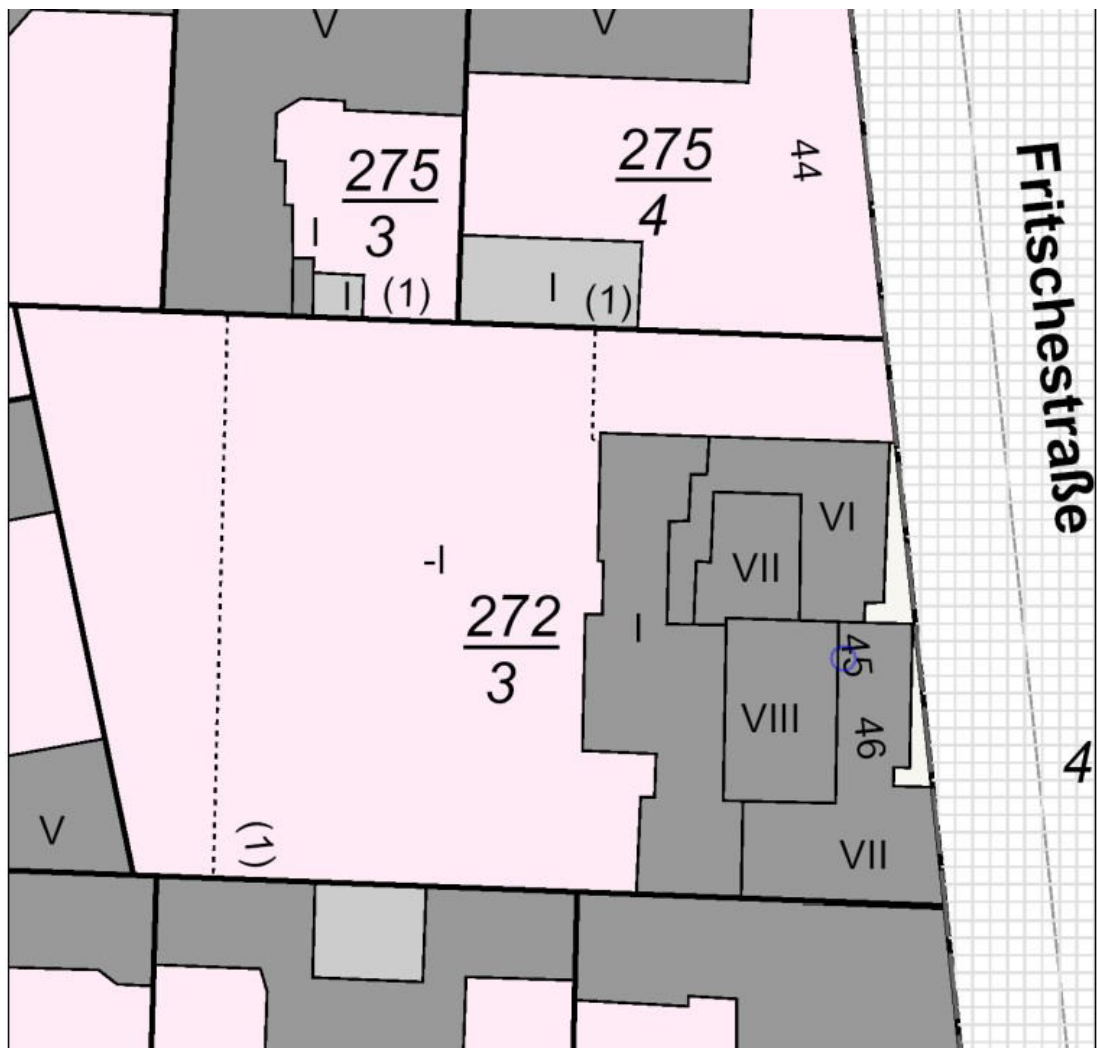 V
V
275
3
275
4
44
Fritschestraße
I
I
(1)
I
(1)
VI
-I
VII
272
3
I
45
VIII
46
4
V
(1)
VII